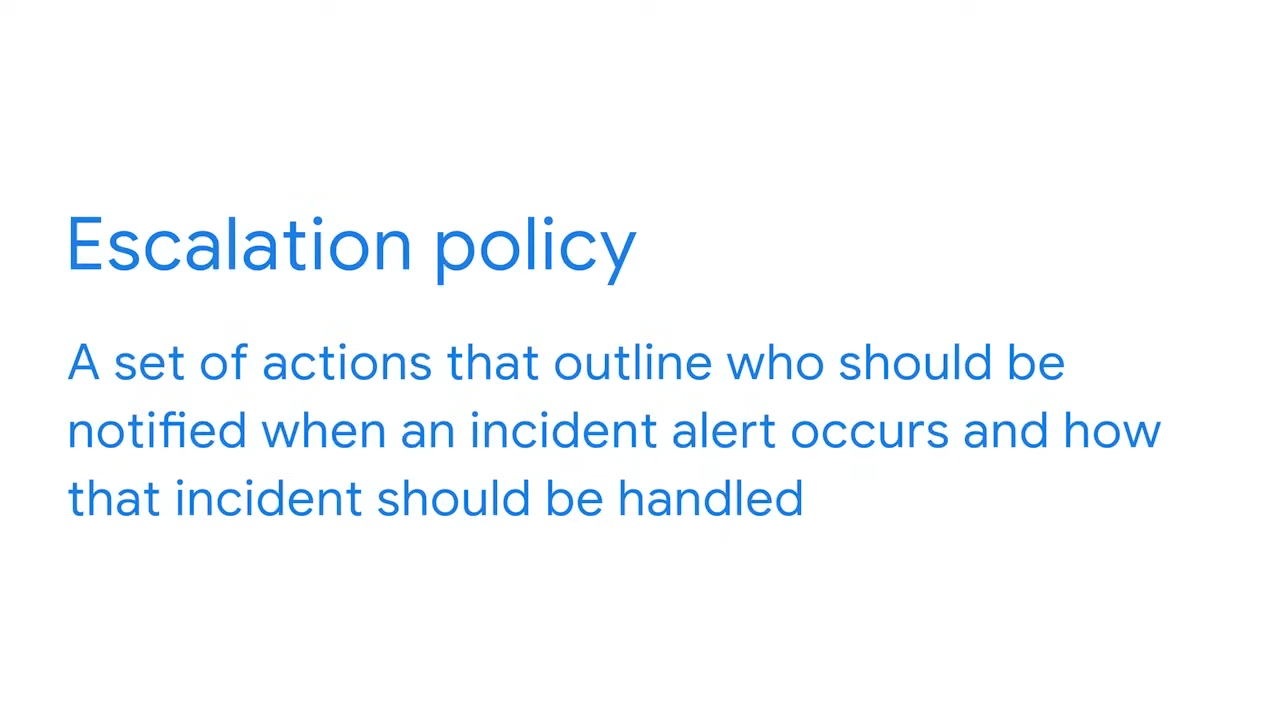 Escalation policy
A set of actions that outline who should be
notified when an incident alert occurs and how
that incident should be handled